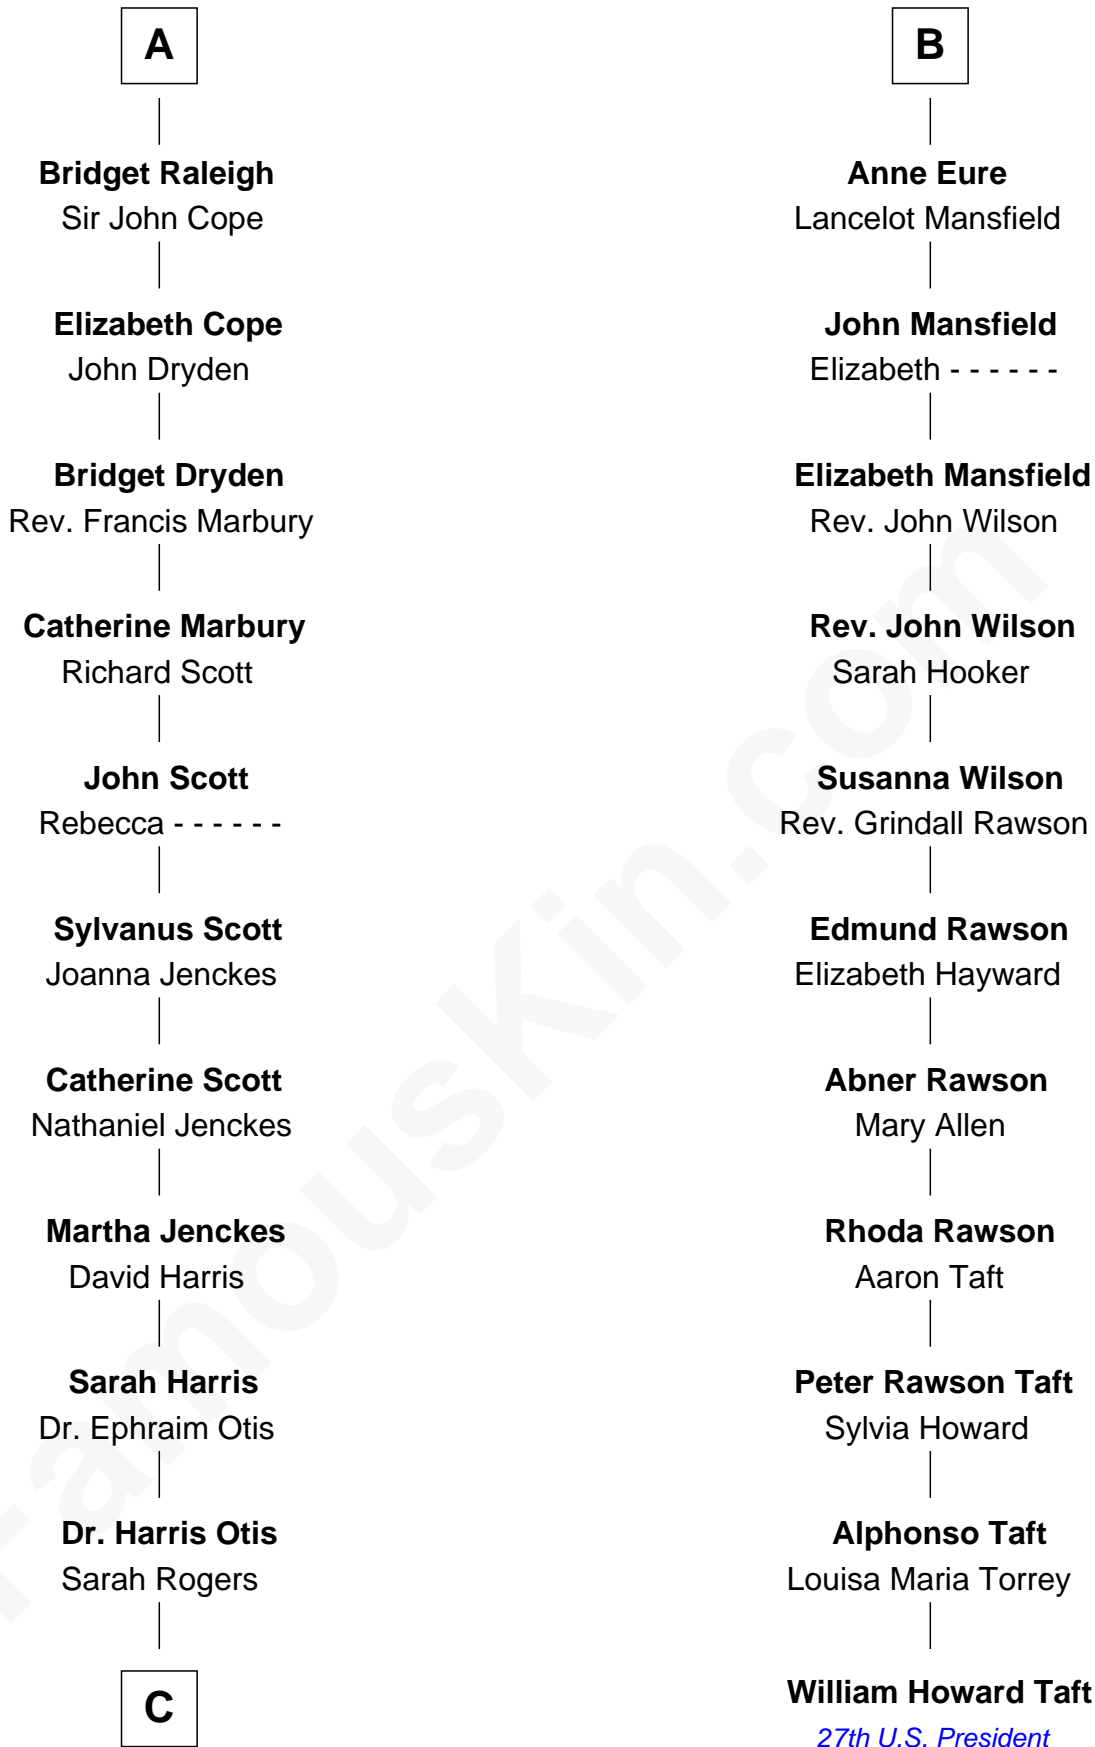 A
Bridget Raleigh
Sir John Cope
Elizabeth Cope
John Dryden
Bridget Dryden
Rev. Francis Marbury
Catherine Marbury
Richard Scott
John Scott
Rebecca - - - - - -
Sylvanus Scott
Joanna Jenckes
Catherine Scott
Nathaniel Jenckes
Martha Jenckes
David Harris
Sarah Harris
Dr. Ephraim Otis
Dr. Harris Otis
Sarah Rogers
C
B
Anne Eure
Lancelot Mansfield
John Mansfield
Elizabeth - - - - - -
Elizabeth Mansfield
Rev. John Wilson
Rev. John Wilson
Sarah Hooker
Susanna Wilson
Rev. Grindall Rawson
Edmund Rawson
Elizabeth Hayward
Abner Rawson
Mary Allen
Rhoda Rawson
Aaron Taft
Peter Rawson Taft
Sylvia Howard
Alphonso Taft
Louisa Maria Torrey
William Howard Taft
27th U.S. President
FamousKin.com